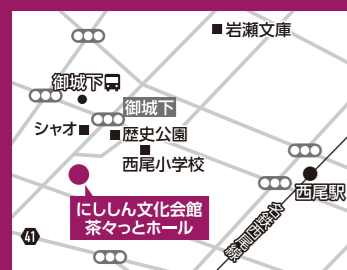 岩瀬文庫
御城下
御城下
シャオ
歴史公園
西尾小学校
西尾駅
にししん文化会館
茶々っとホール
名鉄西尾線
41